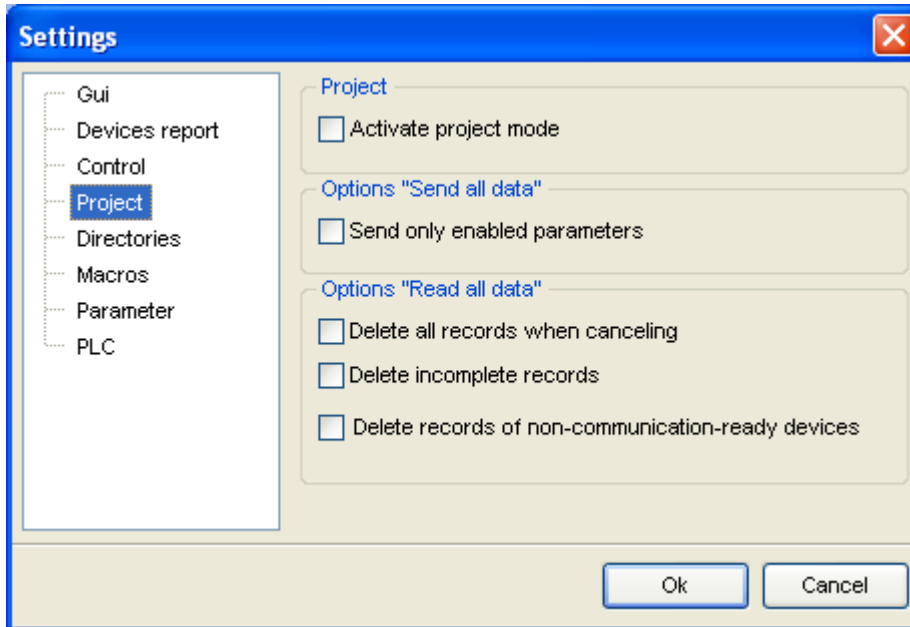 Settings
Gui
Devices report
Control
Project
Directories
Macros
Parameter
PLC
Project
Activate project mode
Options "Send all data"
Send only enabled parameters
Options "Read all data"
Delete all records when canceling
Delete incomplete records
Delete records of non-communication-ready devices
Ok
Cancel